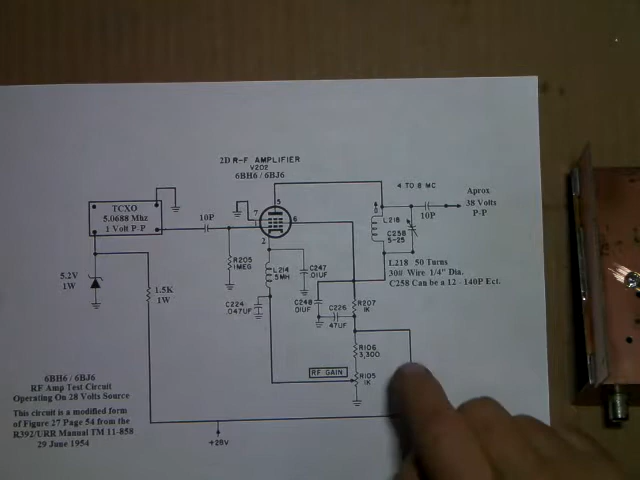 2D R-F AMPLIFIER
V202
6BH6 / 6BJ6
TCXO
5.0688 Mhz
1 Volt P-P
10P
7
5
6
2
4 TO 8 MC
L218
C258
5-25
10P
Aprox
38 Volts
P-P
R205
1MEG
L214
.5MH
C247
.01UF
L218 50 Turns
30# Wire 1/4" Dia.
C258 Can be a 12 - 140P Ect.
5.2V
1W
1.5K
1W
C224
.047UF
C248
.01UF
C226
47UF
R207
1K
R106
3,300
RF GAIN
R105
1K
6BH6 / 6BJ6
RF Amp Test Circuit
Operating On 28 Volts Source
This circuit is a modified form
of Figure 27 Page 54 from the
R392/URR Manual TM 11-858
29 June 1954
+28V